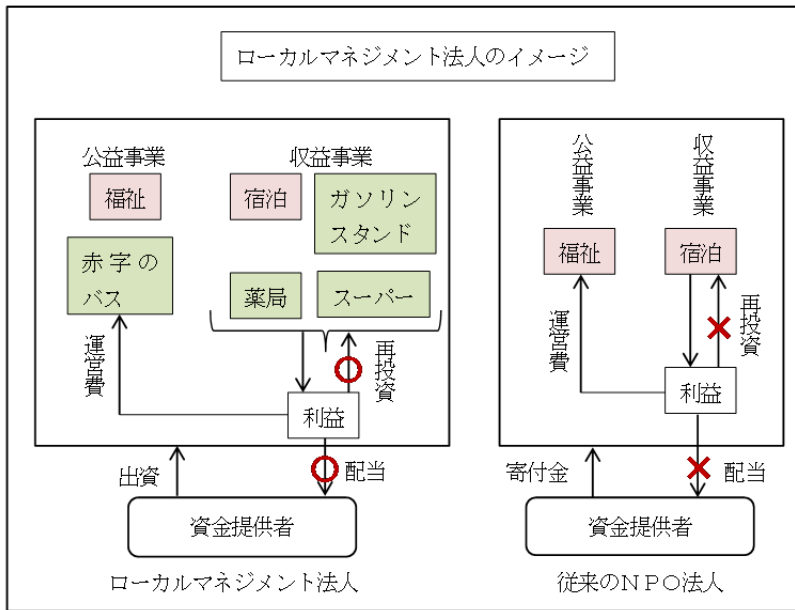 ローカルマネジメント法人のイメージ
公益事業
収益事業
福祉
宿泊
ガソリン
スタンド
赤字の
バス
薬局
スーパー
運営費
再投資
利益
出資
配当
資金提供者
ローカルマネジメント法人
公益事業
収益事業
福祉
宿泊
運営費
再投資
利益
寄付金
配当
資金提供者
従来のNPO法人